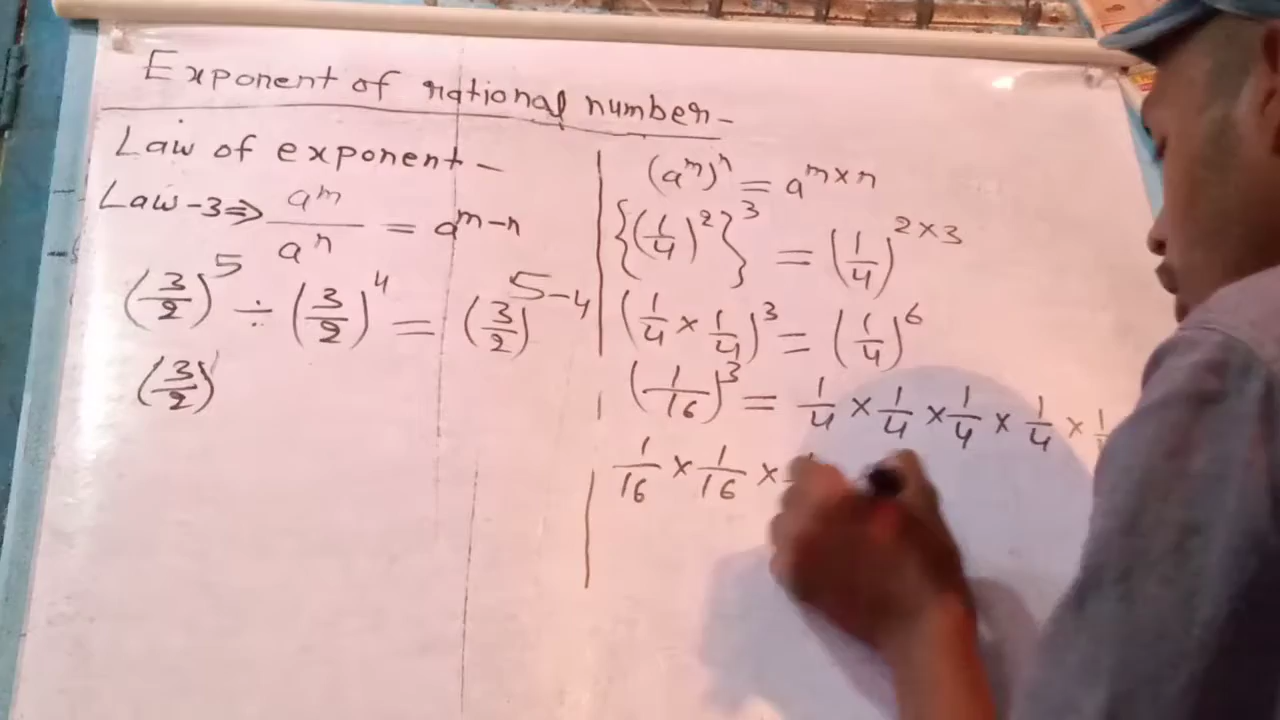 Exponent of rational number-
Law of exponent-
Law-3⇒ a^m / a^n = a^m-n
(3/2)^5 ÷ (3/2)^4 = (3/2)^5-4
(3/2)
(a^m)^n = a^m×n
{(1/4)^2}^3 = (1/4)^2×3
(1/4 × 1/4)^3 = (1/4)^6
(1/16)^3 = 1/4 × 1/4 × 1/4 × 1/4 ×
1/16 × 1/16 ×